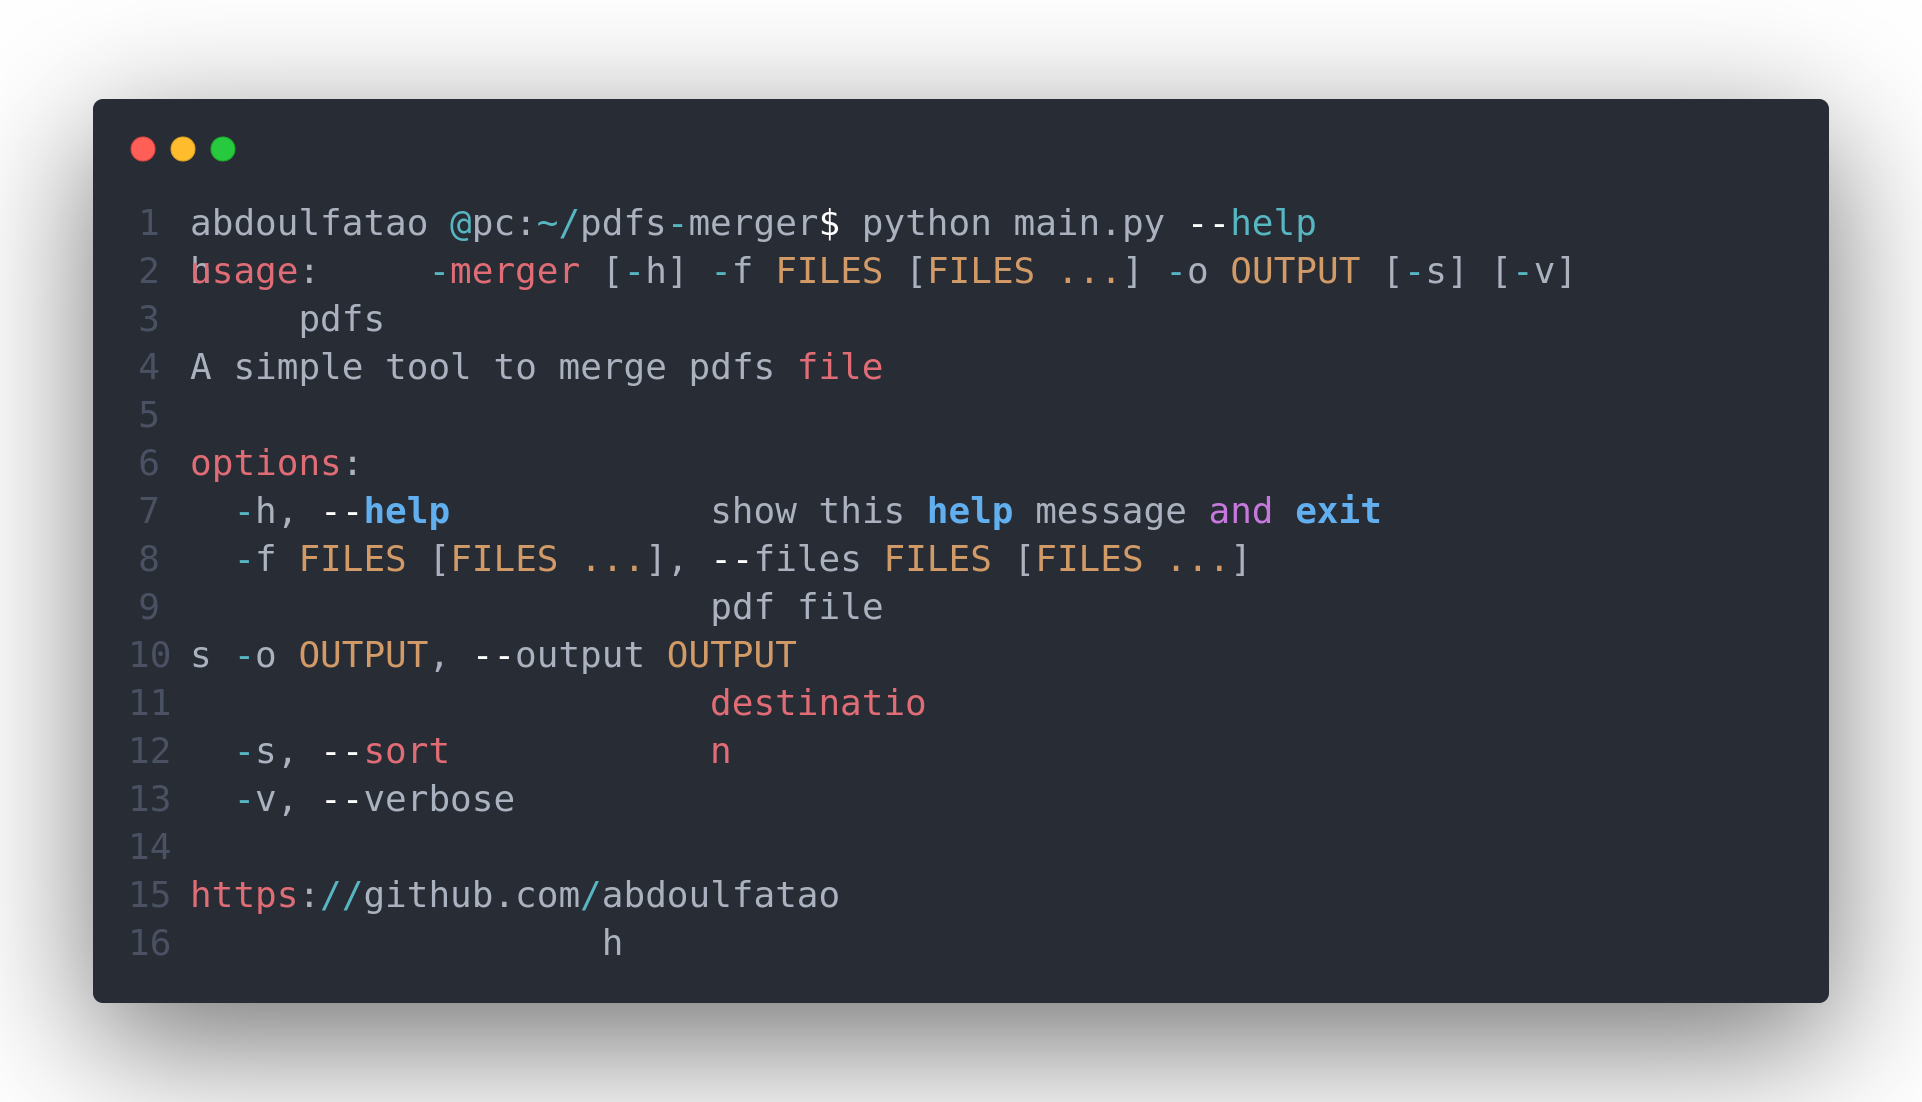 1 abdoulfatao @pc:~/pdfs-merger$ python main.py --help
2 usage:     -merger [-h] -f FILES [FILES ...] -o OUTPUT [-s] [-v]
3      pdfs
4 A simple tool to merge pdfs file
5
6 options:
7   -h, --help            show this help message and exit
8   -f FILES [FILES ...], --files FILES [FILES ...]
9                         pdf file
10 s -o OUTPUT, --output OUTPUT
11                         destinatio
12   -s, --sort            n
13   -v, --verbose
14
15 https://github.com/abdoulfatao
16                    h